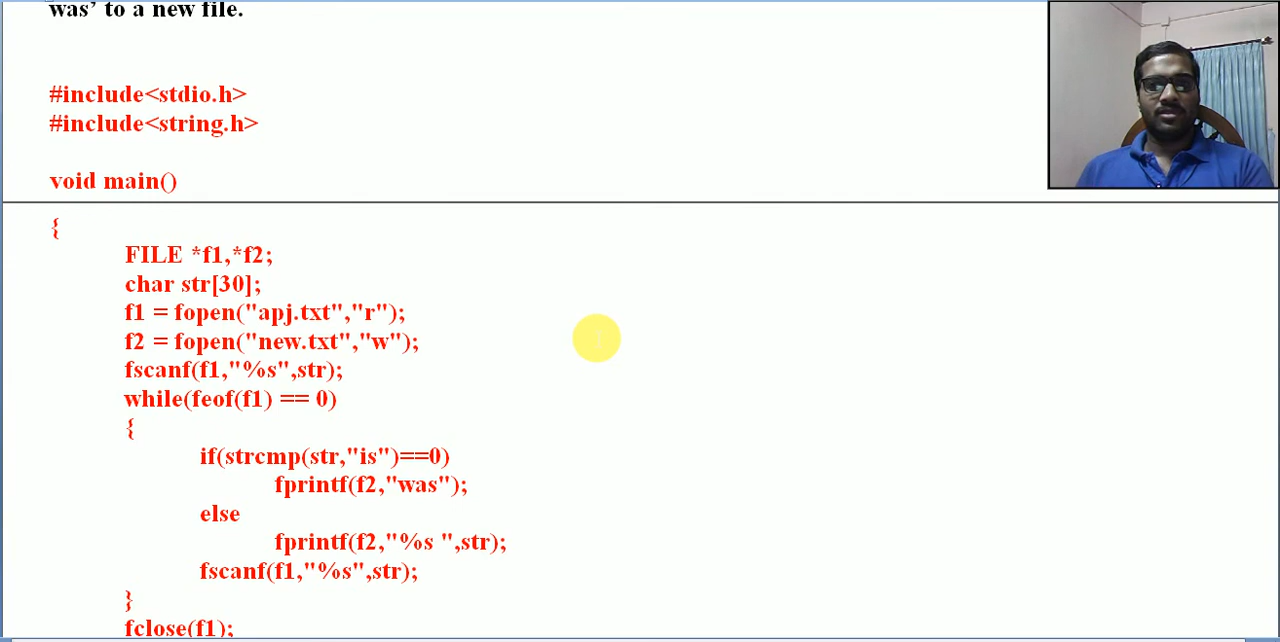 was’ to a new file.
#include<stdio.h>
#include<string.h>
void main()
{
FILE *f1,*f2;
char str[30];
f1 = fopen("apj.txt","r");
f2 = fopen("new.txt","w");
fscanf(f1,"%s",str);
while(feof(f1) == 0)
{
if(strcmp(str,"is")==0)
fprintf(f2,"was");
else
fprintf(f2,"%s ",str);
fscanf(f1,"%s",str);
}
fclose(f1);